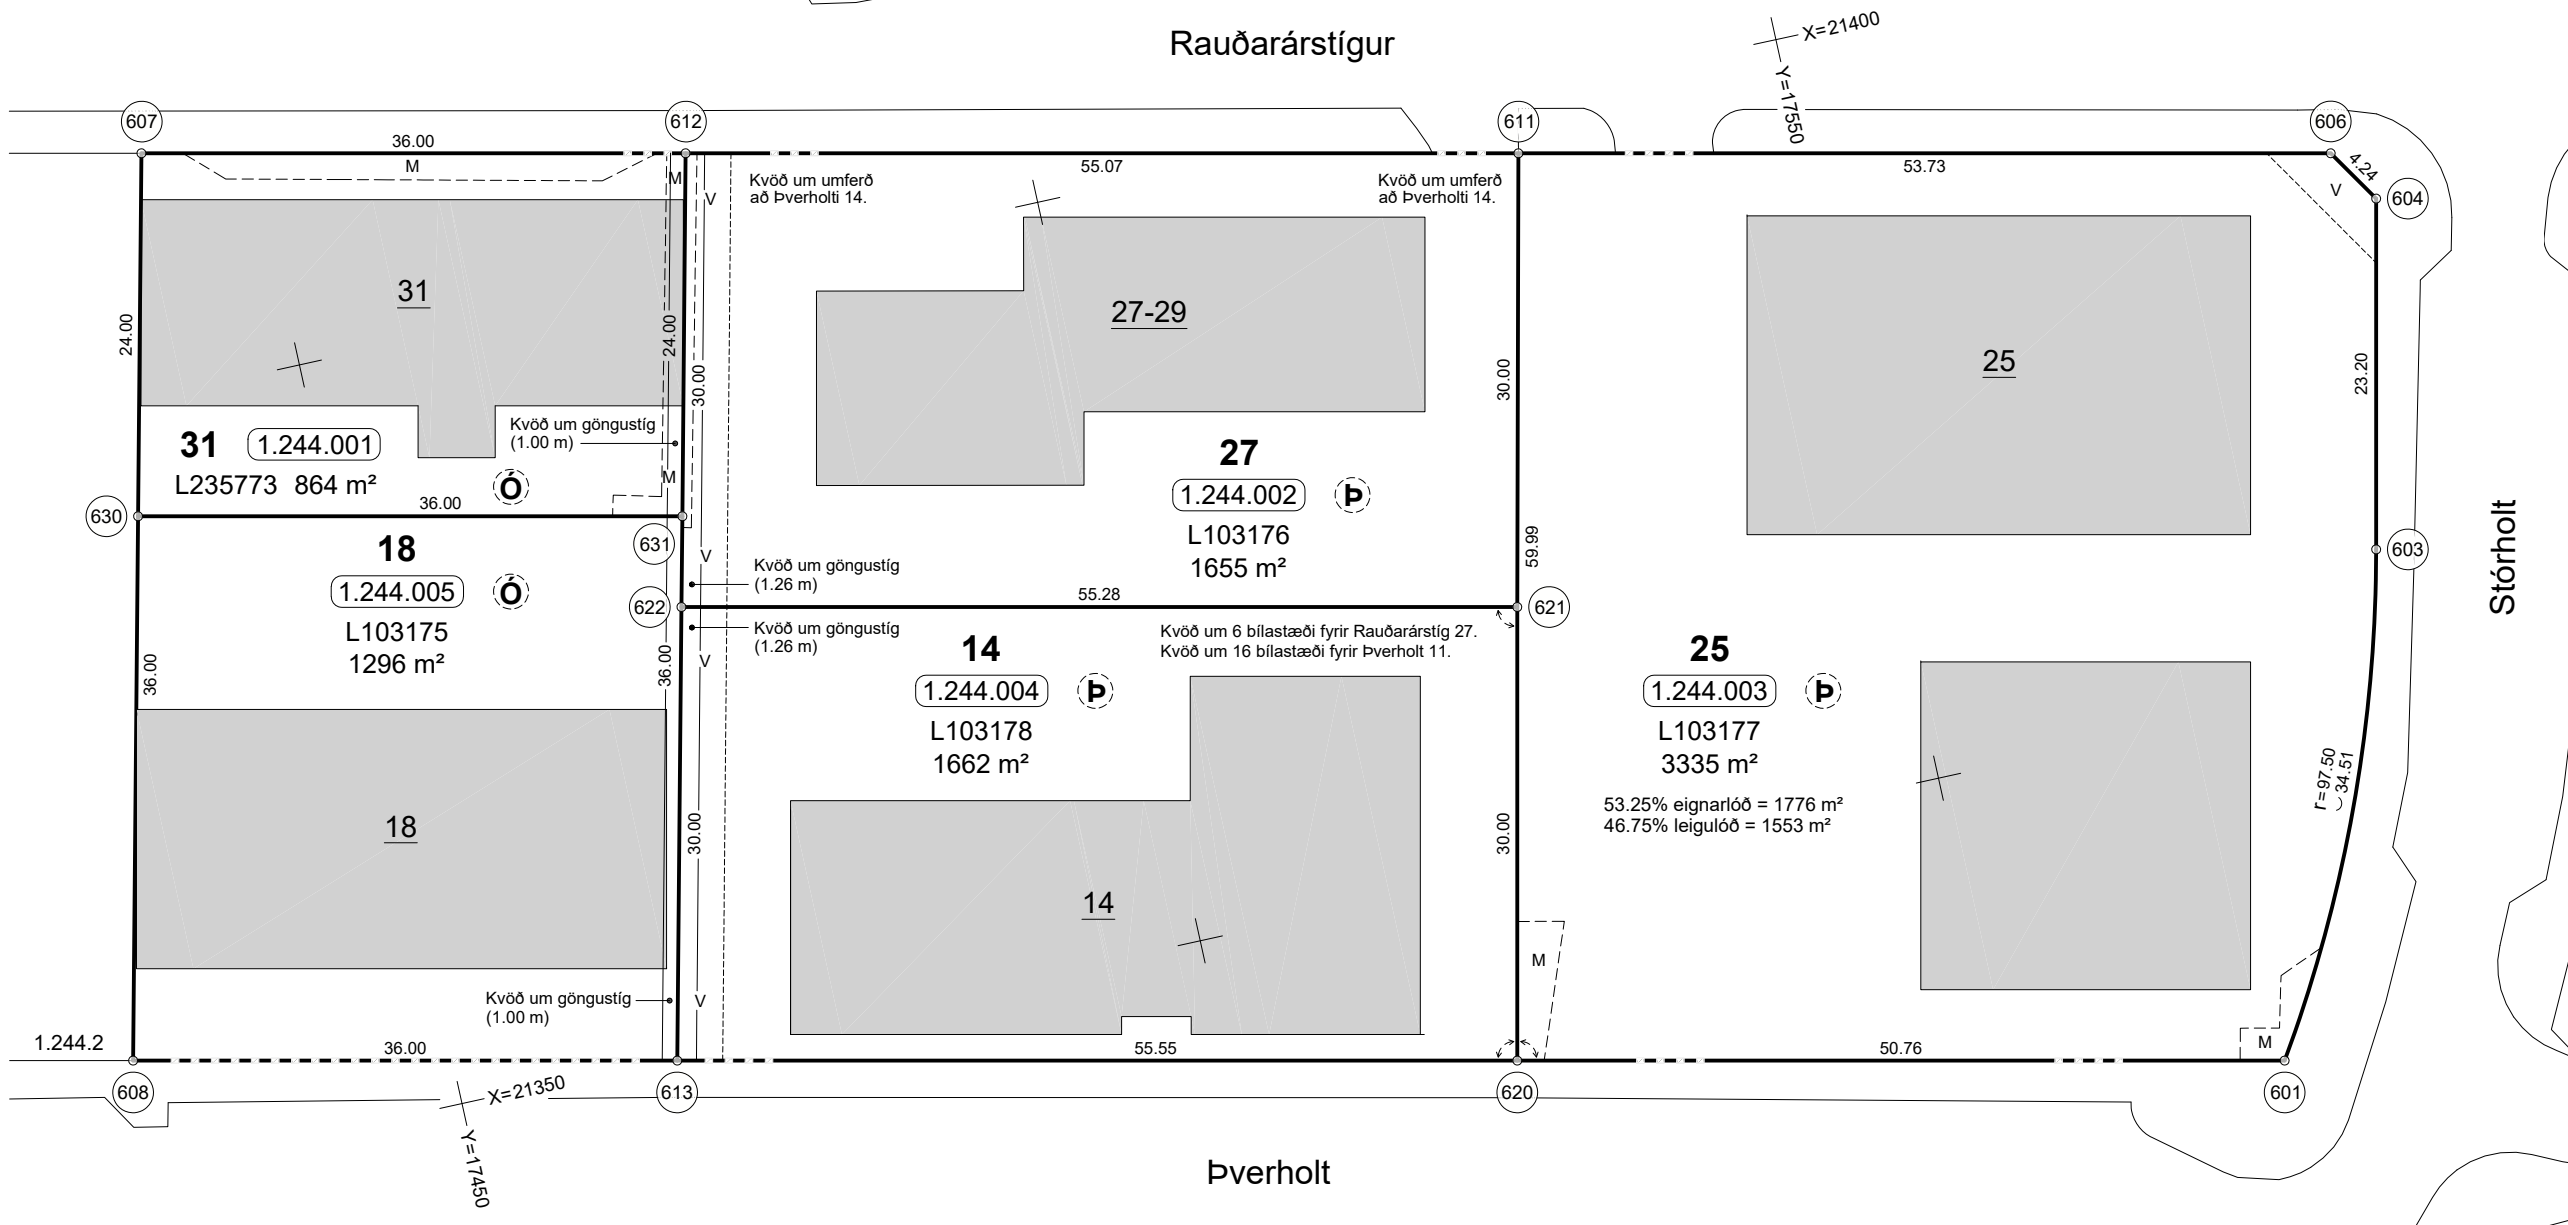 Rauðarárstígur
X=21400
Y=17550
607
612
611
606
36.00
M
55.07
53.73
4.24
M
V
V
604
Kvöð um umferð
að Þverholti 14.
Kvöð um umferð
að Þverholti 14.
31
27-29
25
24.00
24.00
30.00
30.00
23.20
Kvöð um göngustíg
(1.00 m)
31
1.244.001
L235773 864 m²
Ó
M
27
1.244.002
Þ
L103176
1655 m²
36.00
630
631
603
59.99
Stórholt
18
1.244.005
Ó
L103175
1296 m²
V
Kvöð um göngustíg
(1.26 m)
622
55.28
621
Kvöð um göngustíg
(1.26 m)
V
Kvöð um 6 bílastæði fyrir Rauðarárstíg 27.
Kvöð um 16 bílastæði fyrir Þverholt 11.
36.00
36.00
14
1.244.004
Þ
L103178
1662 m²
25
1.244.003
Þ
L103177
3335 m²
53.25% eignarlóð = 1776 m²
46.75% leigulóð = 1553 m²
r=97.50
34.51
18
30.00
30.00
14
M
Kvöð um göngustíg
(1.00 m)
V
1.244.2
36.00
55.55
50.76
M
608
613
620
601
X=21350
Y=17450
Þverholt